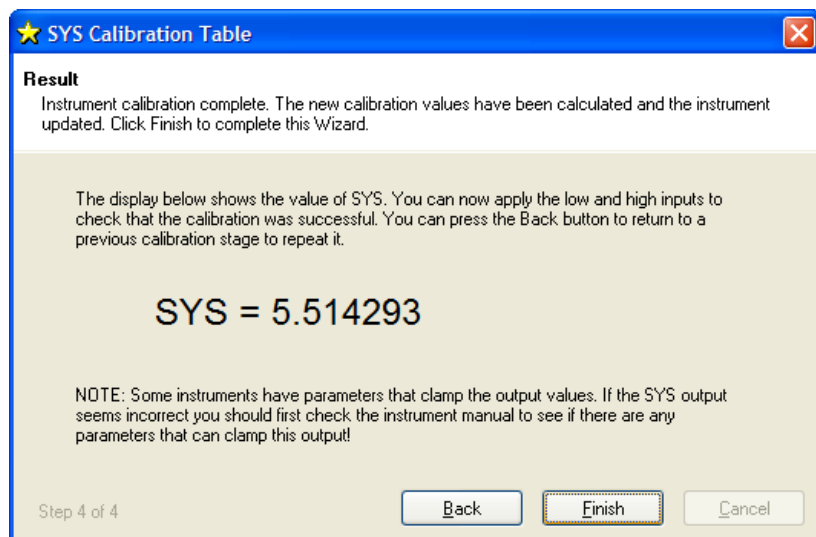 SYS Calibration Table
Result
Instrument calibration complete. The new calibration values have been calculated and the instrument
updated. Click Finish to complete this Wizard.
The display below shows the value of SYS. You can now apply the low and high inputs to
check that the calibration was successful. You can press the Back button to return to a
previous calibration stage to repeat it.
SYS = 5.514293
NOTE: Some instruments have parameters that clamp the output values. If the SYS output
seems incorrect you should first check the instrument manual to see if there are any
parameters that can clamp this output!
Step 4 of 4 Back Finish Cancel